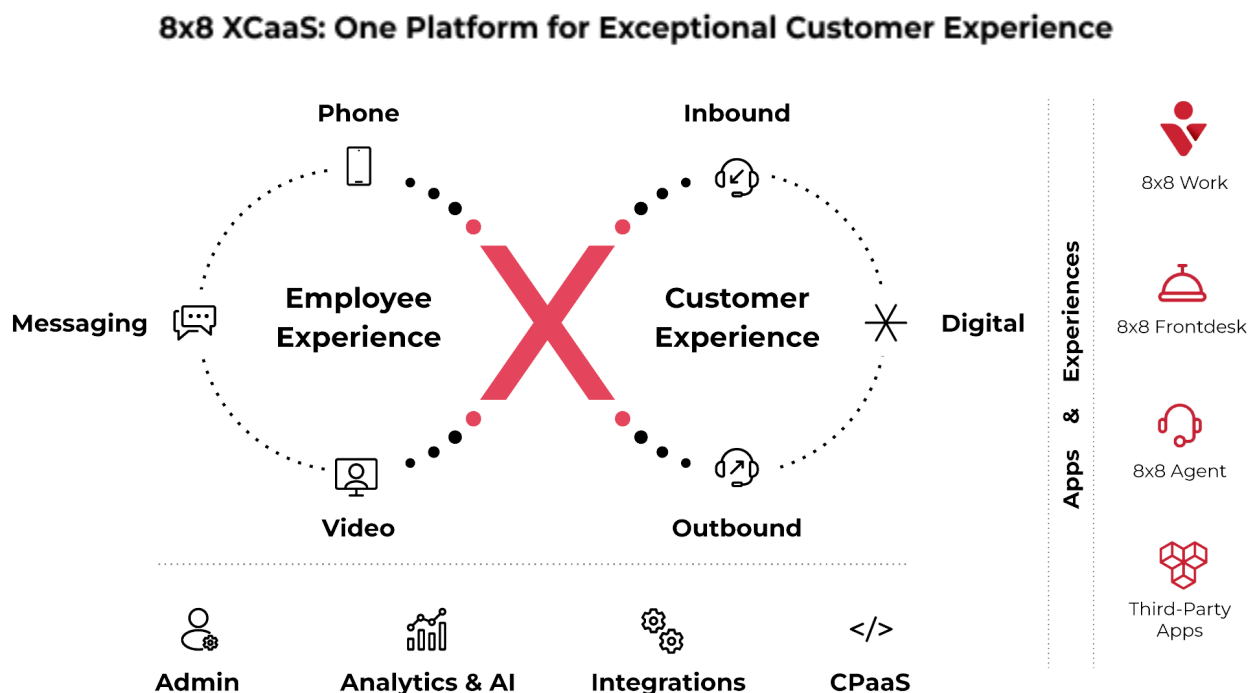 8x8 XCaaS: One Platform for Exceptional Customer Experience
Phone
Inbound
Messaging
Employee
Experience
X
Customer
Experience
Digital
Video
Outbound
Admin
Analytics & AI
Integrations
</>
CPaaS
Apps & Experiences
8x8 Work
8x8 Frontdesk
8x8 Agent
Third-Party
Apps